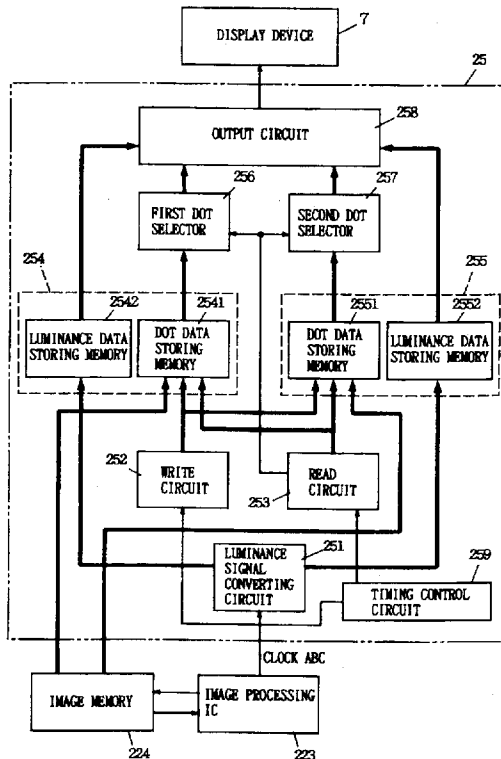 7
DISPLAY DEVICE
25
OUTPUT CIRCUIT
258
256
257
FIRST DOT
SELECTOR
SECOND DOT
SELECTOR
254
255
2542
2541
2551
2552
LUMINANCE DATA
STORING MEMORY
DOT DATA
STORING
MEMORY
DOT DATA
STORING
MEMORY
LUMINANCE DATA
STORING MEMORY
252
WRITE
CIRCUIT
253
READ
CIRCUIT
251
LUMINANCE
SIGNAL
CONVERTING
CIRCUIT
259
TIMING CONTROL
CIRCUIT
CLOCK ABC
IMAGE MEMORY
IMAGE PROCESSING
IC
224
223